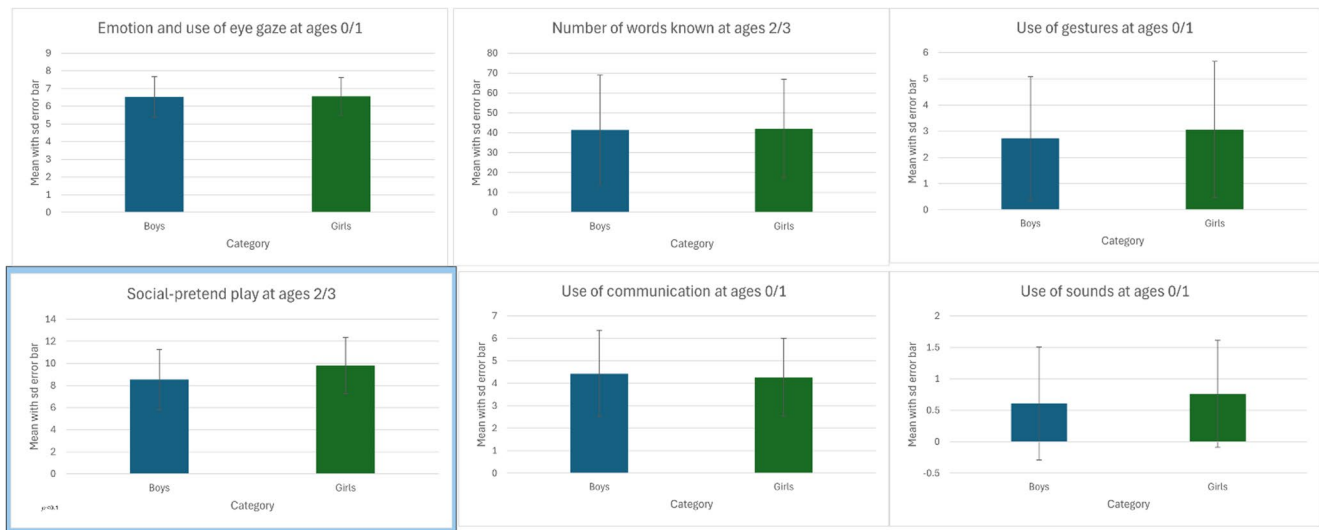 Emotion and use of eye gaze at ages 0/1
Mean with sd error bar
9
8
7
6
5
4
3
2
1
0
Boys
Girls
Category
Number of words known at ages 2/3
Mean with sd error bar
80
70
60
50
40
30
20
10
0
Boys
Girls
Category
Use of gestures at ages 0/1
Mean with sd error bar
6
5
4
3
2
1
0
Boys
Girls
Category
Social-pretend play at ages 2/3
Mean with sd error bar
14
12
10
8
6
4
2
0
Boys
Girls
Category
Use of communication at ages 0/1
Mean with sd error bar
7
6
5
4
3
2
1
0
Boys
Girls
Category
Use of sounds at ages 0/1
Mean with sd error bar
2
1.5
1
0.5
0
-0.5
Boys
Girls
Category